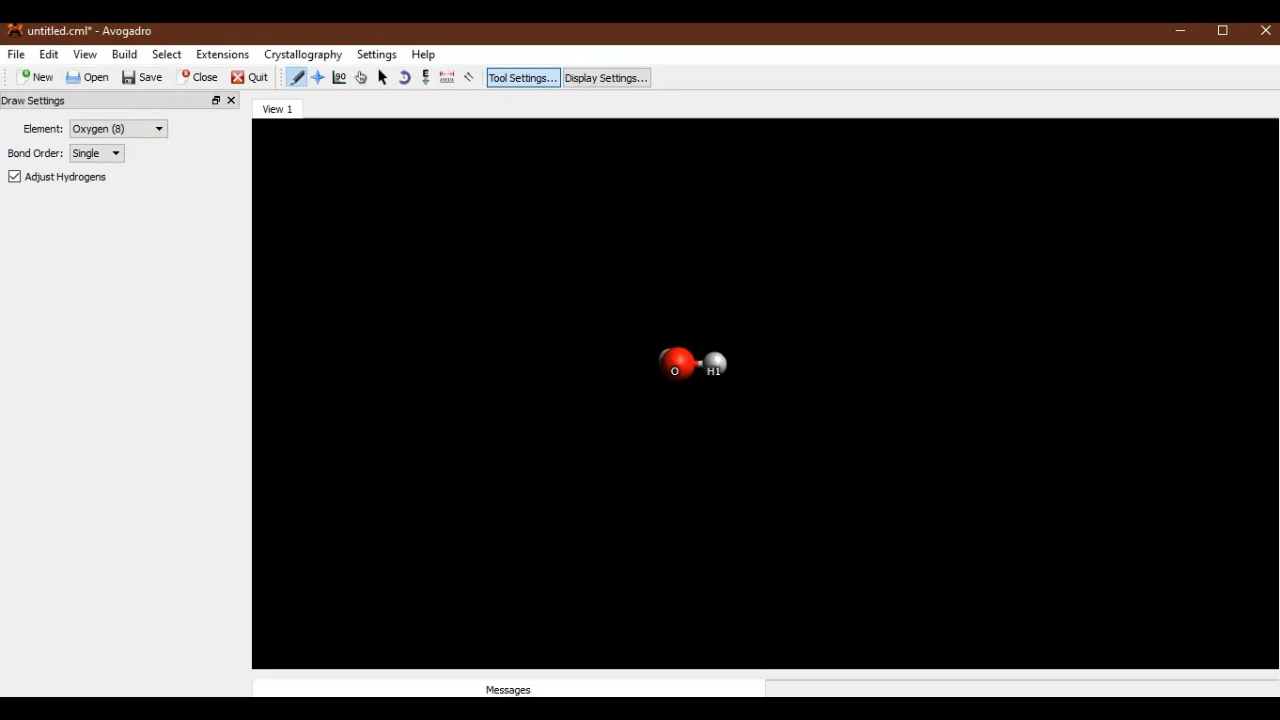 untitled.cml* - Avogadro
File Edit View Build Select Extensions Crystallography Settings Help
New Open Save Close Quit E Tool Settings... Display Settings...
Draw Settings
View 1
Element: Oxygen (8)
Bond Order: Single
Adjust Hydrogens
O H1
Messages